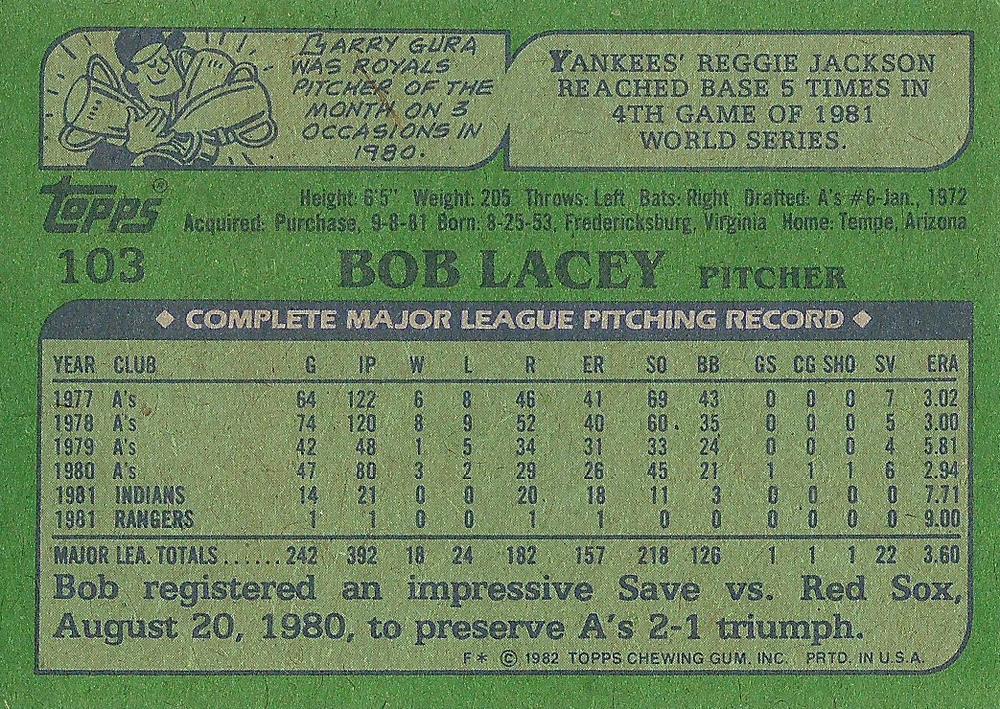 LARRY GURA
WAS ROYALS
PITCHER OF THE
MONTH ON 3
OCCASIONS IN
1980.
YANKEES' REGGIE JACKSON
REACHED BASE 5 TIMES IN
4TH GAME OF 1981
WORLD SERIES.
TOPPS®
Height: 6'5" Weight: 205 Throws: Left Bats: Right Drafted: A's #6-Jan., 1972
Acquired: Purchase, 9-8-81 Born: 8-25-53, Fredericksburg, Virginia Home: Tempe, Arizona
103 BOB LACEY PITCHER
◆ COMPLETE MAJOR LEAGUE PITCHING RECORD ◆
YEAR CLUB G IP W L R ER SO BB GS CG SHO SV ERA
1977 A's 64 122 6 8 46 41 69 43 0 0 0 7 3.02
1978 A's 74 120 8 9 52 40 60 35 0 0 0 5 3.00
1979 A's 42 48 1 5 34 31 33 24 0 0 0 4 5.81
1980 A's 47 80 3 2 29 26 45 21 1 1 1 6 2.94
1981 INDIANS 14 21 0 0 20 18 11 3 0 0 0 0 7.71
1981 RANGERS 1 1 0 0 1 1 0 0 0 0 0 0 9.00
MAJOR LEA. TOTALS ...... 242 392 18 24 182 157 218 126 1 1 1 22 3.60
Bob registered an impressive Save vs. Red Sox,
August 20, 1980, to preserve A's 2-1 triumph.
F* © 1982 TOPPS CHEWING GUM, INC. PRTD. IN U.S.A.